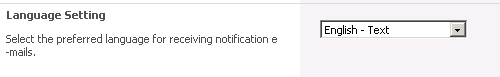 Language Setting
English - Text
Select the preferred language for receiving notification e
-mails.